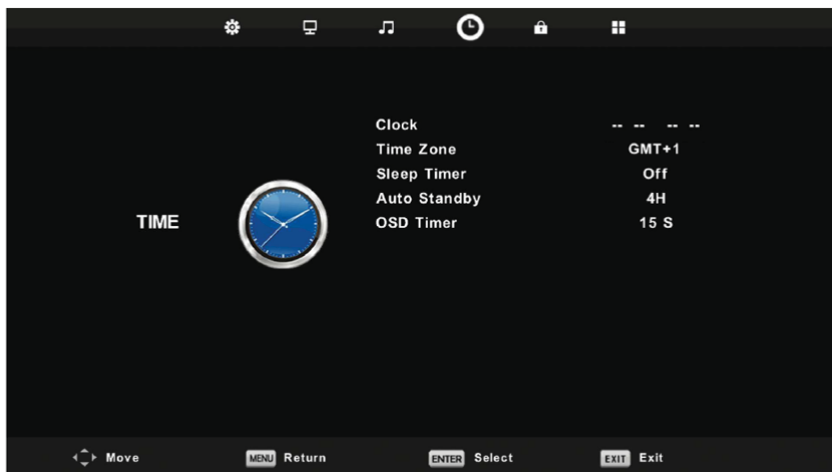 Clock -- -- -- --
Time Zone GMT+1
Sleep Timer Off
Auto Standby 4H
TIME
OSD Timer 15 S
Move MENU Return ENTER Select EXIT Exit